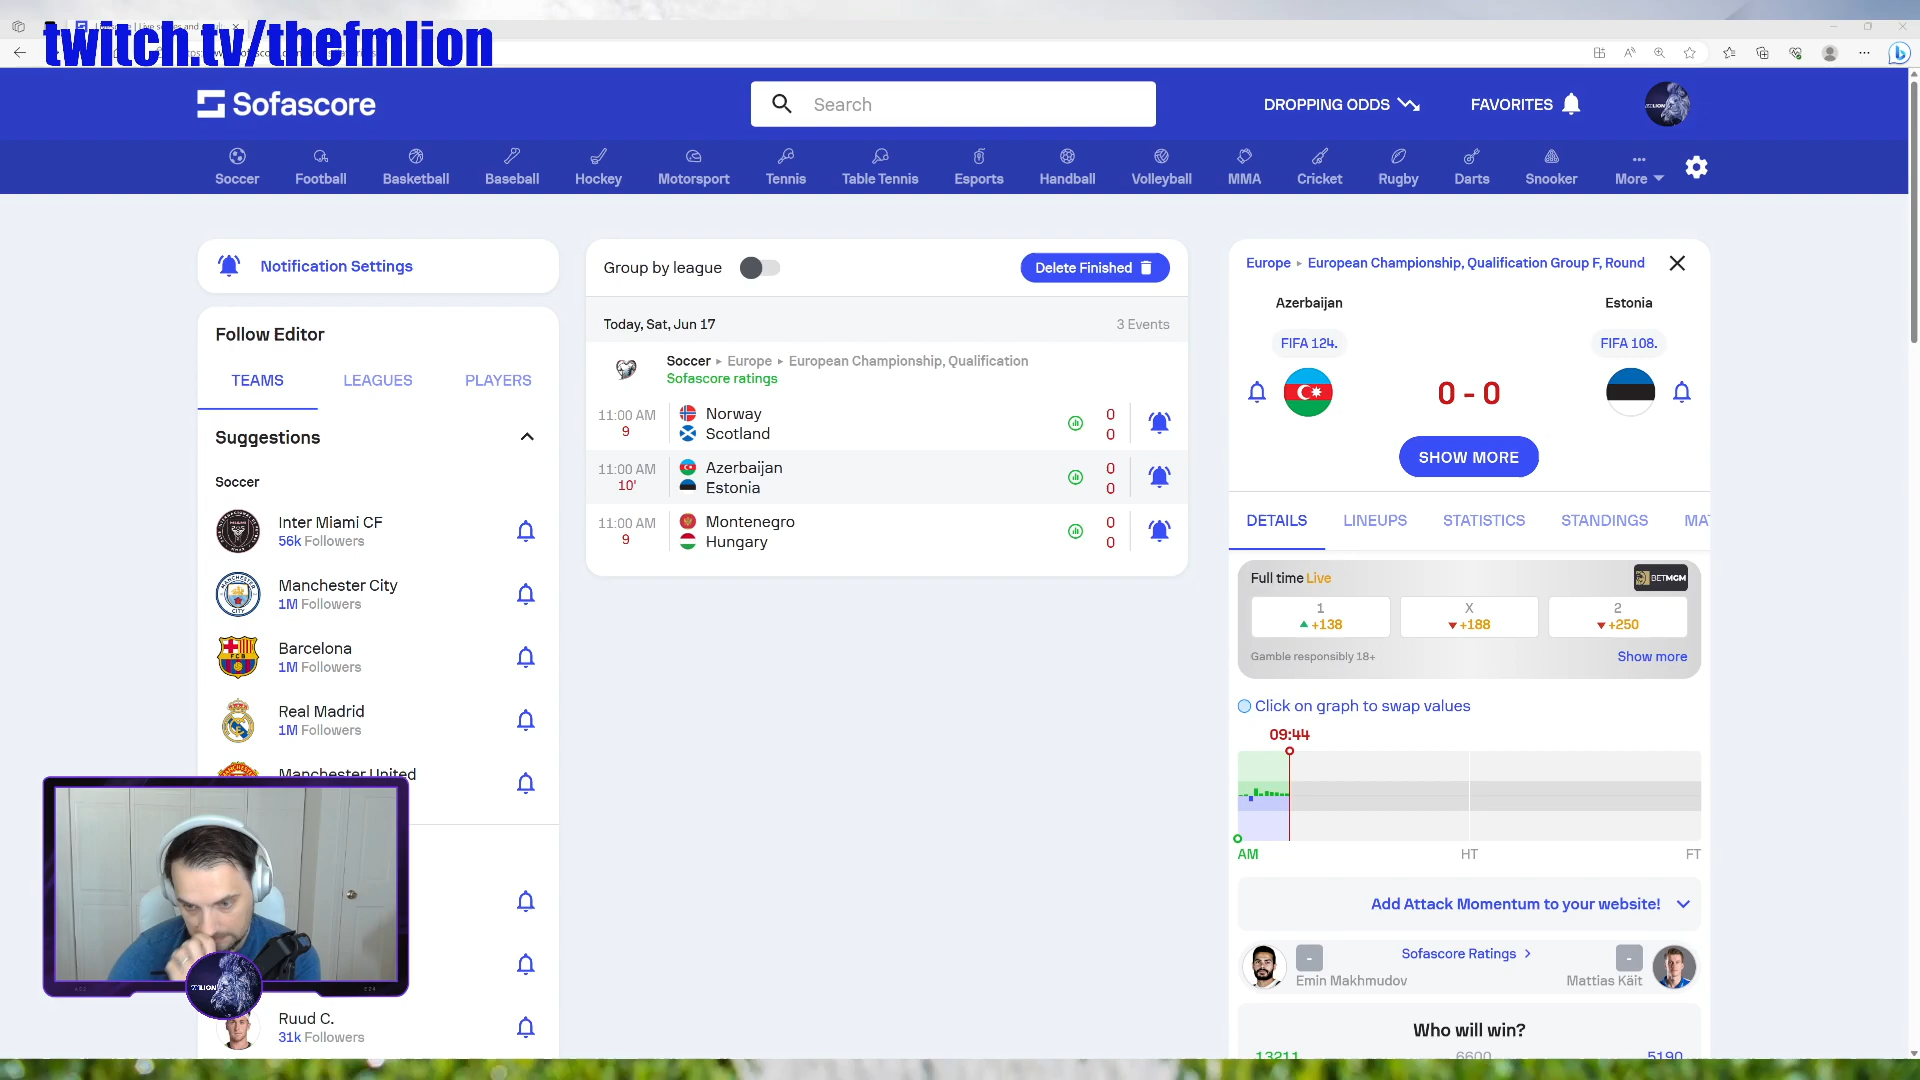 twitch.tv/thefmlion
Sofascore
Search
DROPPING ODDS
FAVORITES
Soccer
Football
Basketball
Baseball
Hockey
Motorsport
Tennis
Table Tennis
Esports
Handball
Volleyball
MMA
Cricket
Rugby
Darts
Snooker
More
Notification Settings
Follow Editor
TEAMS
LEAGUES
PLAYERS
Suggestions
Soccer
Inter Miami CF
56k Followers
Manchester City
1M Followers
Barcelona
1M Followers
Real Madrid
1M Followers
Manchester United
Ruud C.
31k Followers
Group by league
Delete Finished
Today, Sat, Jun 17
3 Events
Soccer Europe European Championship, Qualification
Sofascore ratings
11:00 AM Norway 0
9 Scotland 0
11:00 AM Azerbaijan 0
10' Estonia 0
11:00 AM Montenegro 0
9 Hungary 0
Europe European Championship, Qualification Group F, Round
Azerbaijan
Estonia
FIFA 124.
FIFA 108.
0 - 0
SHOW MORE
DETAILS
LINEUPS
STATISTICS
STANDINGS
MA
Full time Live
BETMGM
1
+138
X
+188
2
+250
Gamble responsibly 18+
Show more
Click on graph to swap values
09:44
AM
HT
FT
Add Attack Momentum to your website!
- Sofascore Ratings > -
Emin Makhmudov
Mattias Käit
Who will win?
13211
6600
5190